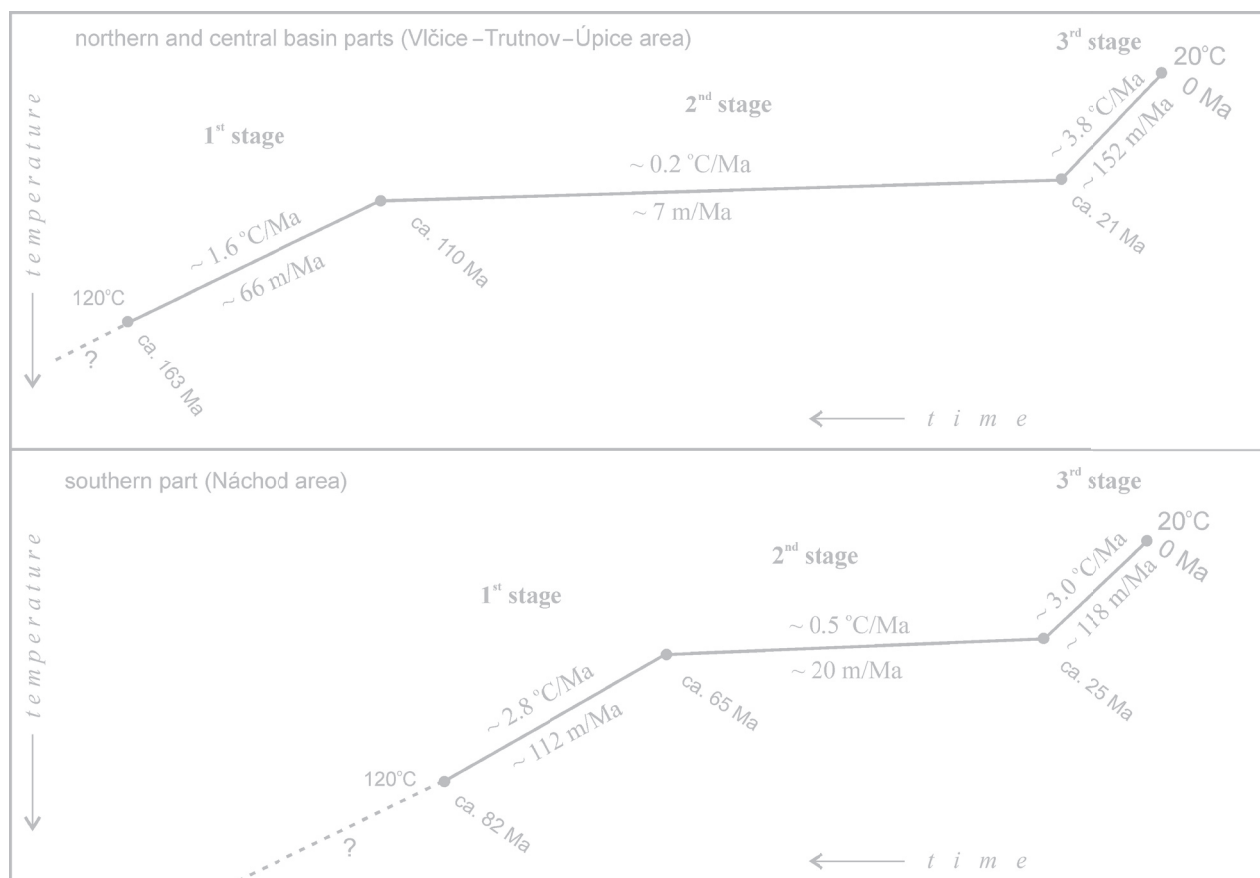 northern and central basin parts (Vlčice –Trutnov–Úpice area)
3rd stage
20°C
0 Ma
2nd stage
1st stage
~ 3.8 °C/Ma
~ 152 m/Ma
~ 0.2 °C/Ma
~ 7 m/Ma
ca. 21 Ma
~ 1.6 °C/Ma
~ 66 m/Ma
ca. 110 Ma
120°C
?
ca. 163 Ma
temperature
time
southern part (Náchod area)
3rd stage
20°C
0 Ma
2nd stage
1st stage
~ 3.0 °C/Ma
~ 118 m/Ma
~ 0.5 °C/Ma
~ 20 m/Ma
ca. 25 Ma
~ 2.8 °C/Ma
~ 112 m/Ma
ca. 65 Ma
120°C
?
ca. 82 Ma
temperature
time